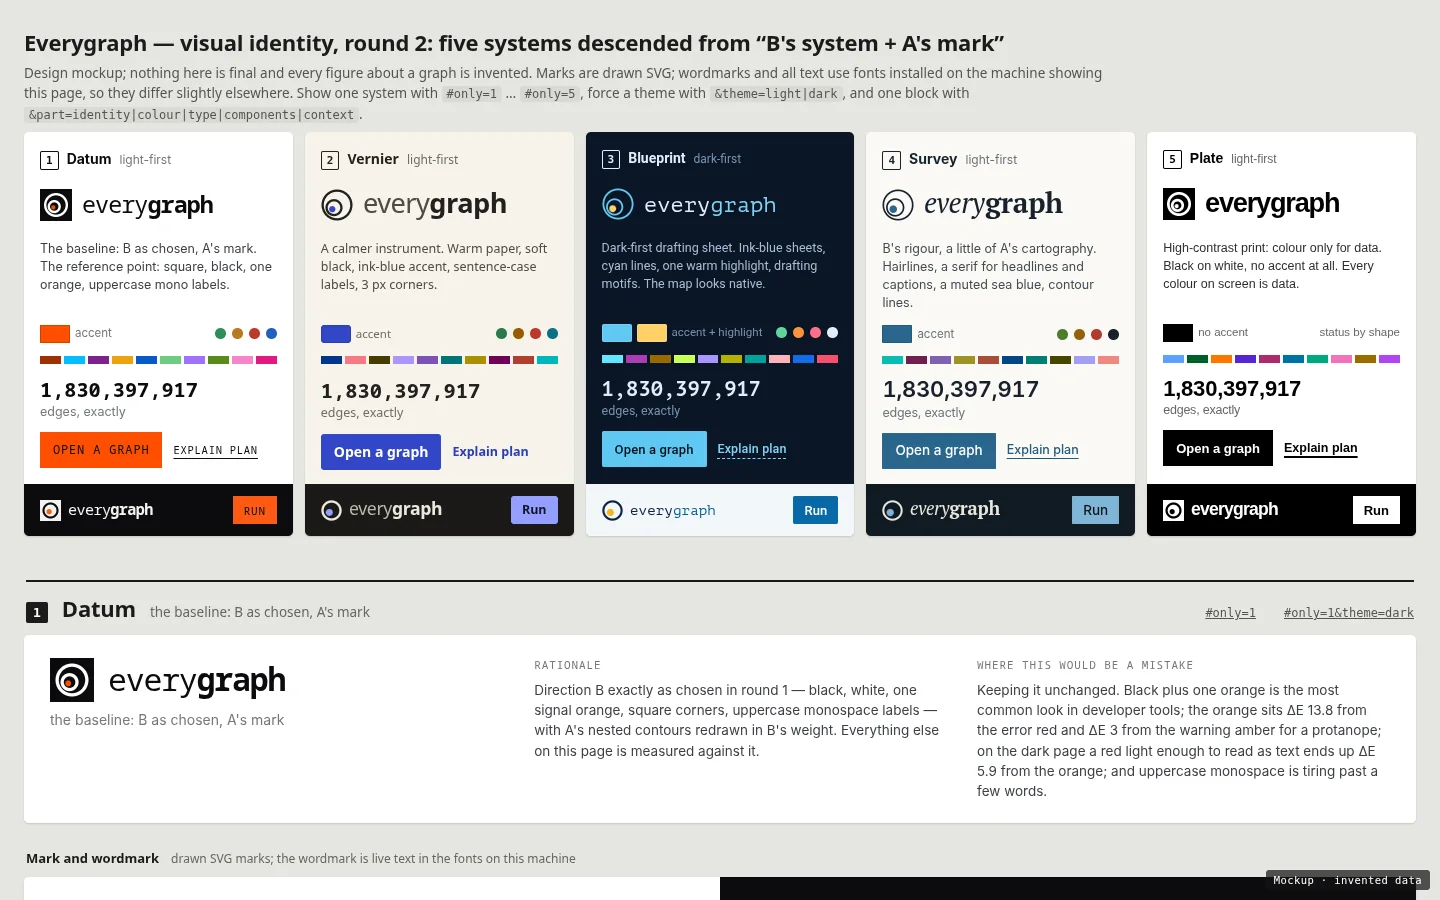 Everygraph — visual identity, round 2: five systems descended from “B's system + A's mark”
Design mockup; nothing here is final and every figure about a graph is invented. Marks are drawn SVG; wordmarks and all text use fonts installed on the machine showing
this page, so they differ slightly elsewhere. Show one system with #only=1 … #only=5, force a theme with &theme=light|dark, and one block with
&part=identity|colour|type|components|context.
1 Datum light-first
everygraph
The baseline: B as chosen, A's mark.
The reference point: square, black, one
orange, uppercase mono labels.
accent
1,830,397,917
edges, exactly
OPEN A GRAPH EXPLAIN PLAN
everygraph RUN
2 Vernier light-first
everygraph
A calmer instrument. Warm paper, soft
black, ink-blue accent, sentence-case
labels, 3 px corners.
accent
1,830,397,917
edges, exactly
Open a graph Explain plan
everygraph Run
3 Blueprint dark-first
everygraph
Dark-first drafting sheet. Ink-blue sheets,
cyan lines, one warm highlight, drafting
motifs. The map looks native.
accent + highlight
1,830,397,917
edges, exactly
Open a graph Explain plan
everygraph Run
4 Survey light-first
everygraph
B's rigour, a little of A's cartography.
Hairlines, a serif for headlines and
captions, a muted sea blue, contour
lines.
accent
1,830,397,917
edges, exactly
Open a graph Explain plan
everygraph Run
5 Plate light-first
everygraph
High-contrast print: colour only for data.
Black on white, no accent at all. Every
colour on screen is data.
no accent status by shape
1,830,397,917
edges, exactly
Open a graph Explain plan
everygraph Run
1 Datum the baseline: B as chosen, A's mark #only=1 #only=1&theme=dark
everygraph
the baseline: B as chosen, A's mark
RATIONALE
Direction B exactly as chosen in round 1 — black, white, one
signal orange, square corners, uppercase monospace labels —
with A's nested contours redrawn in B's weight. Everything else
on this page is measured against it.
WHERE THIS WOULD BE A MISTAKE
Keeping it unchanged. Black plus one orange is the most
common look in developer tools; the orange sits ΔE 13.8 from
the error red and ΔE 3 from the warning amber for a protanope;
on the dark page a red light enough to read as text ends up ΔE
5.9 from the orange; and uppercase monospace is tiring past a
few words.
Mark and wordmark drawn SVG marks; the wordmark is live text in the fonts on this machine
Mockup · invented data